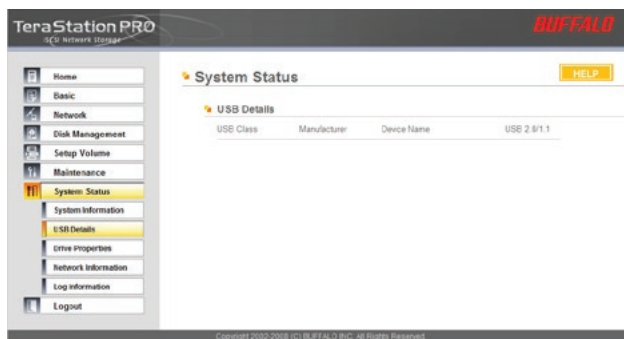 TeraStation PRO
iSCSI Network Storage
BUFFALO
Home
Basic
Network
Disk Management
Setup Volume
Maintenance
System Status
System Information
USB Details
Drive Properties
Network Information
Log Information
Logout
System Status
HELP
USB Details
USB Class Manufacturer Device Name USB 2.0/1.1
Copyright 2002-2008 (C) BUFFALO INC. All Rights Reserved.